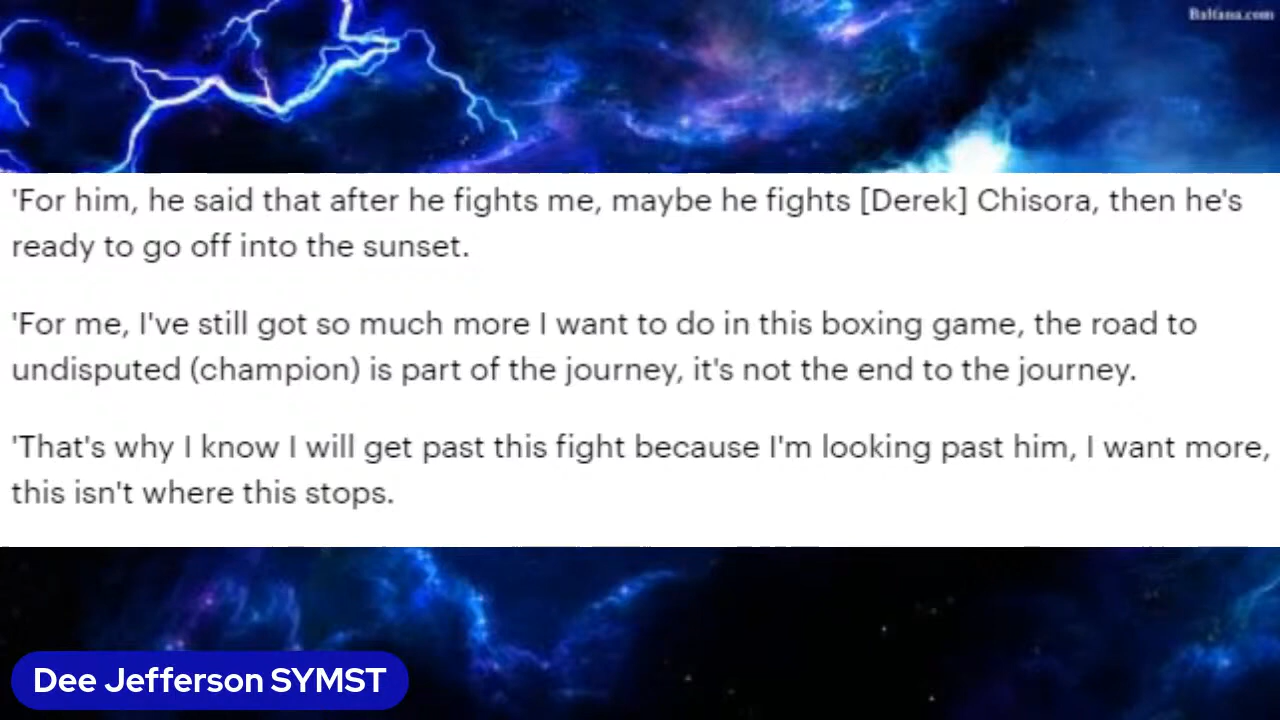 Baltana.com
'For him, he said that after he fights me, maybe he fights [Derek] Chisora, then he's
ready to go off into the sunset.
'For me, I've still got so much more I want to do in this boxing game, the road to
undisputed (champion) is part of the journey, it's not the end to the journey.
'That's why I know I will get past this fight because I'm looking past him, I want more,
this isn't where this stops.
Dee Jefferson SYMST